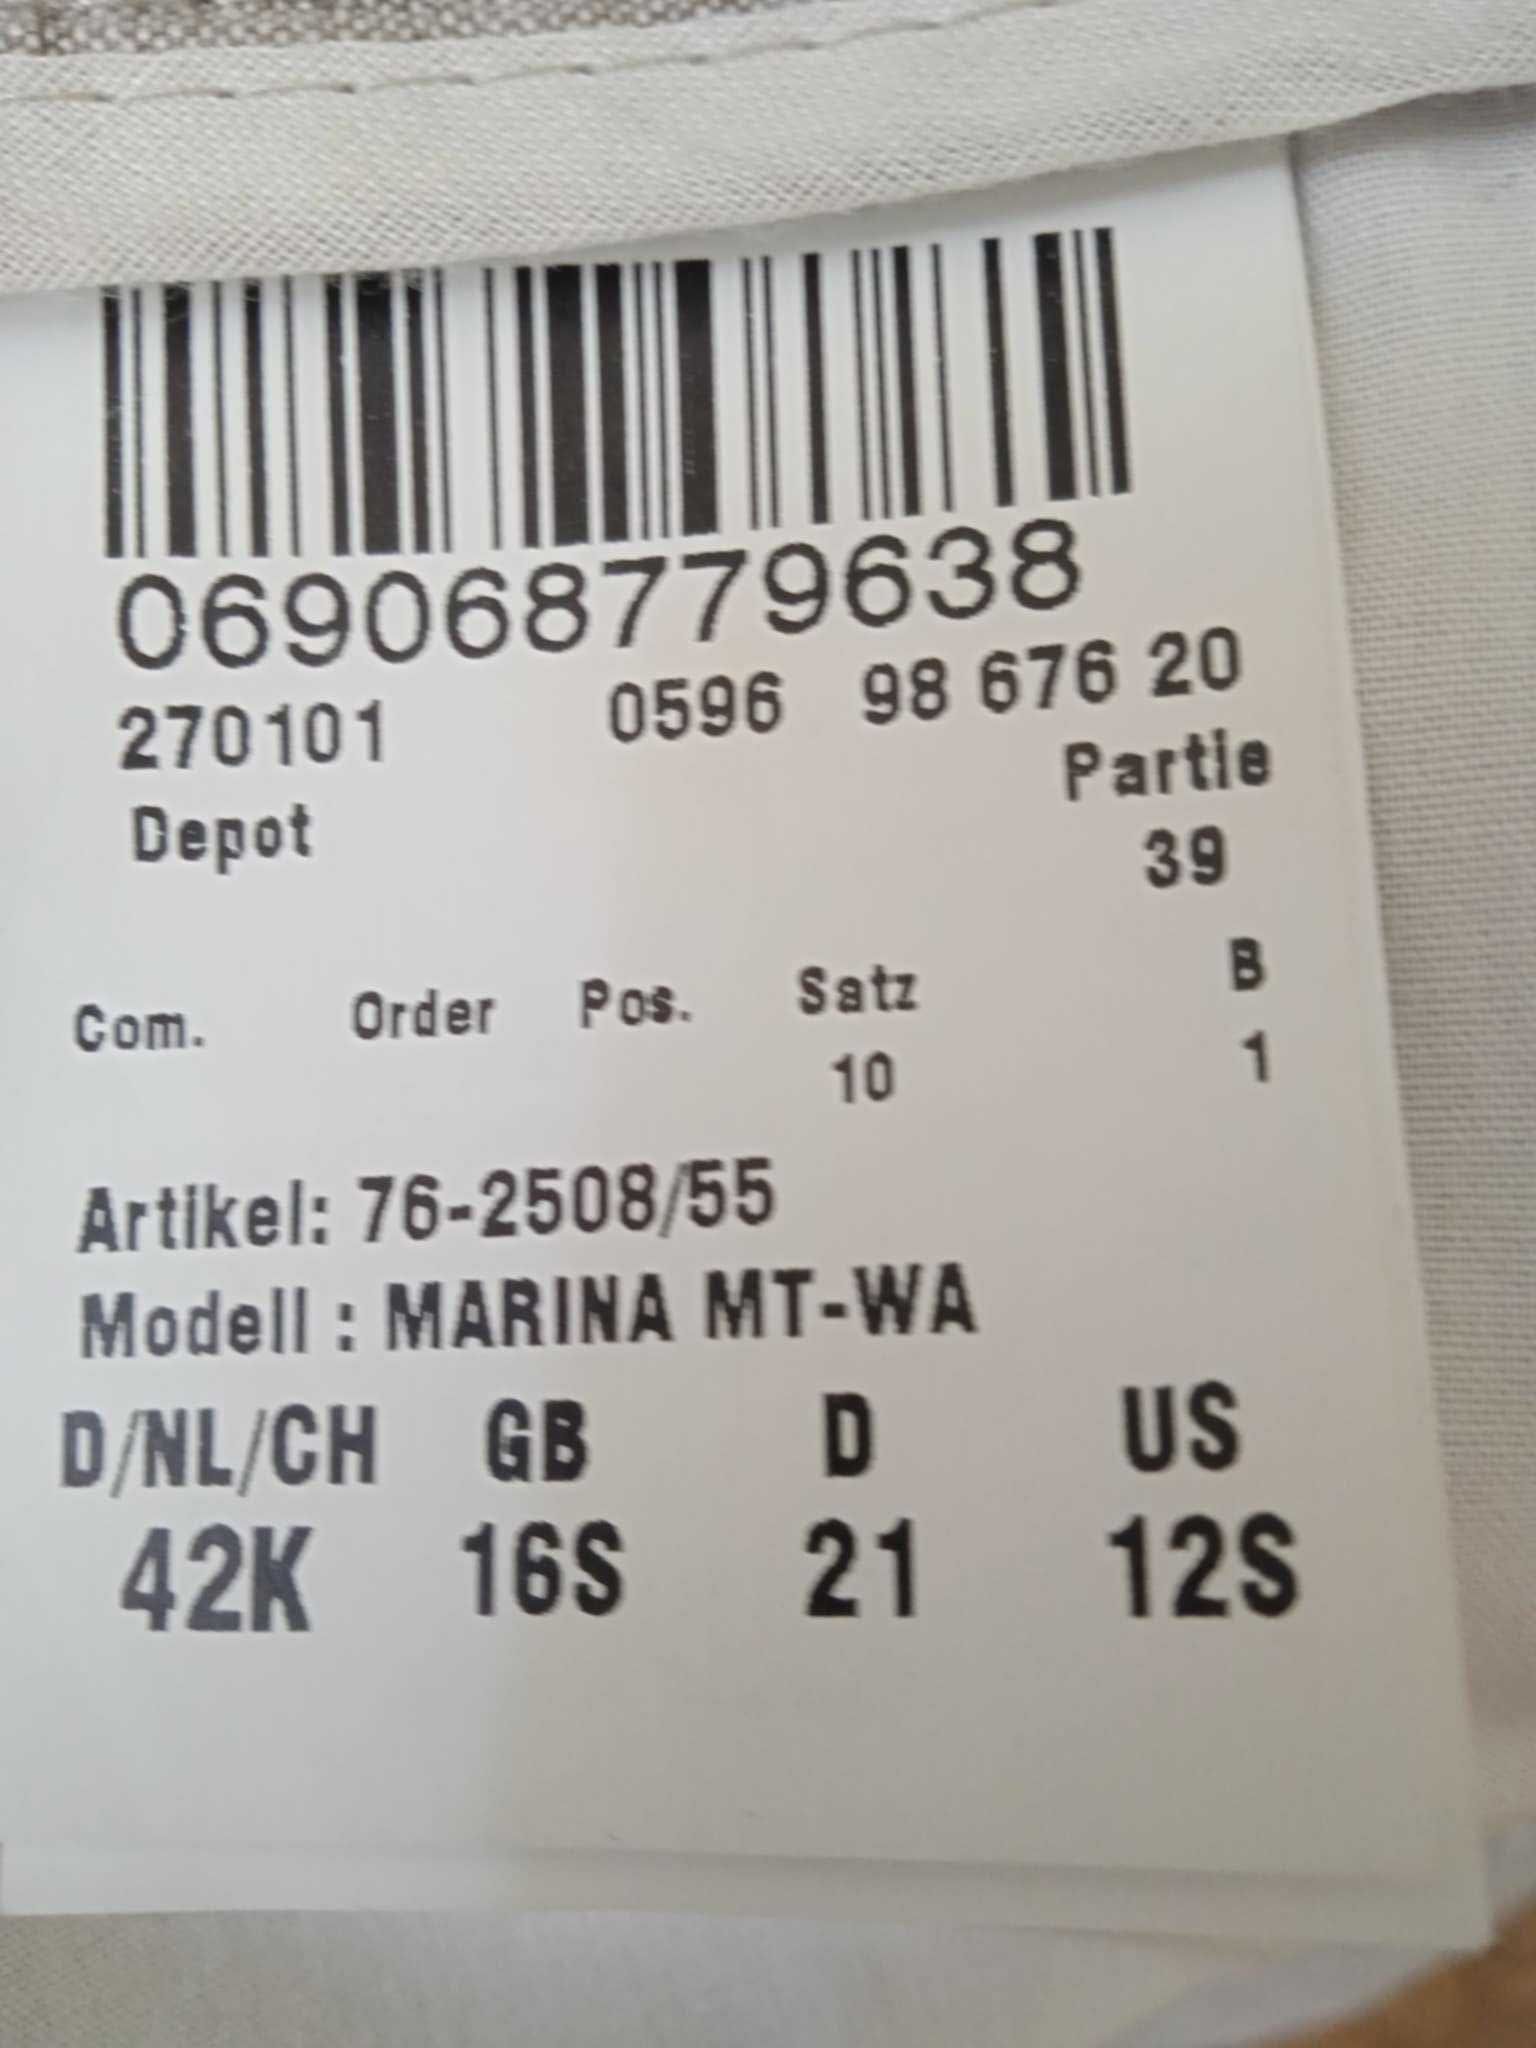 069068779638
270101 0596 98 676 20
Depot Partie
39
Com. Order Pos. Satz B
10 1
Artikel: 76-2508/55
Modell : MARINA MT-WA
D/NL/CH GB D US
42K 16S 21 12S